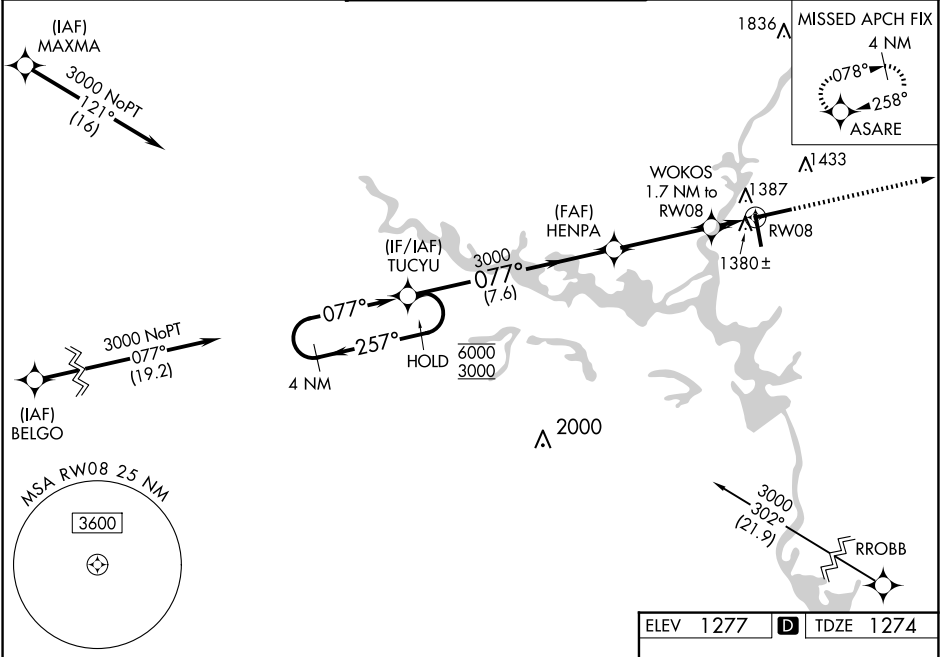 (IAF)
MAXMA
3000 NoPT
121°
(16)
1836
MISSED APCH FIX
4 NM
078°
258°
ASARE
1433
WOKOS
1.7 NM to
RW08
1387
RW08
1380±
(FAF)
HENPA
(IF/IAF)
TUCYU
3000
077°
(7.6)
077°
257°
HOLD
6000
3000
4 NM
3000 NoPT
077°
(19.2)
(IAF)
BELGO
2000
MSA RW08 25 NM
3600
3000
302°
(21.9)
RROBB
ELEV 1277 D TDZE 1274